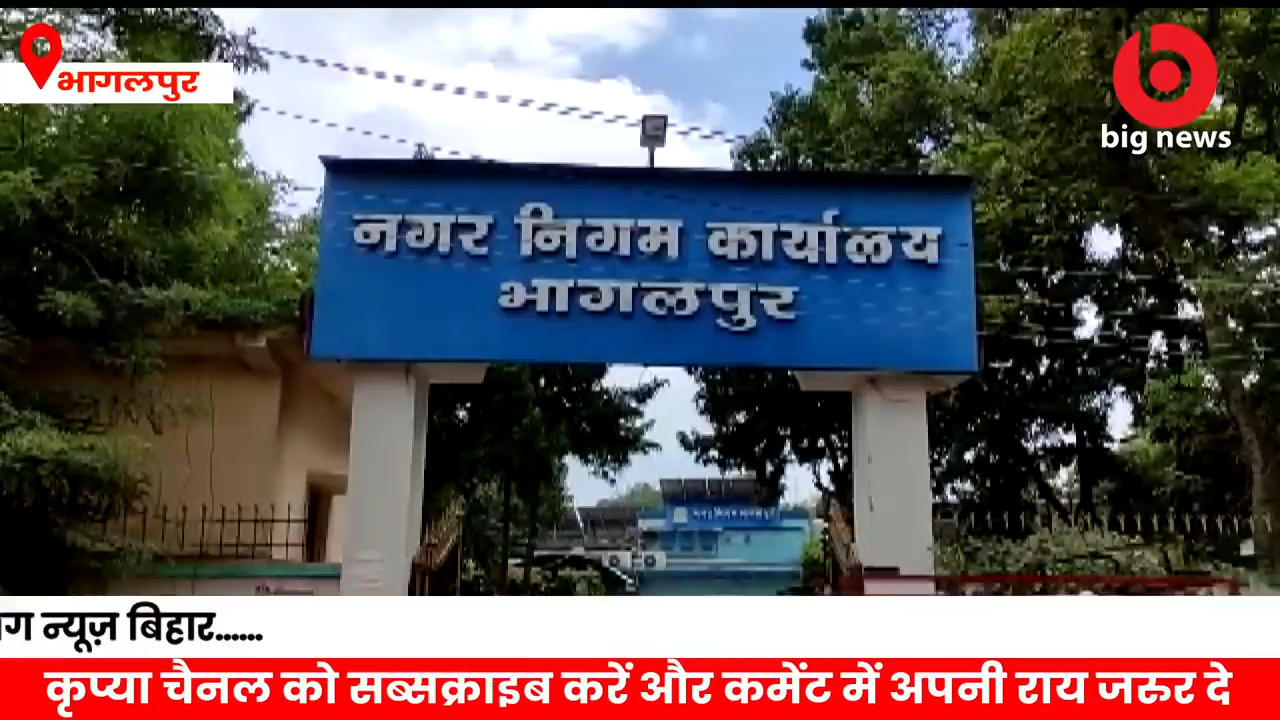 भागलपुर
big news
नगर निगम कार्यालय
भागलपुर
न्यूज़ बिहार......
कृप्या चैनल को सब्सक्राइब करें और कमेंट में अपनी राय जरुर दे